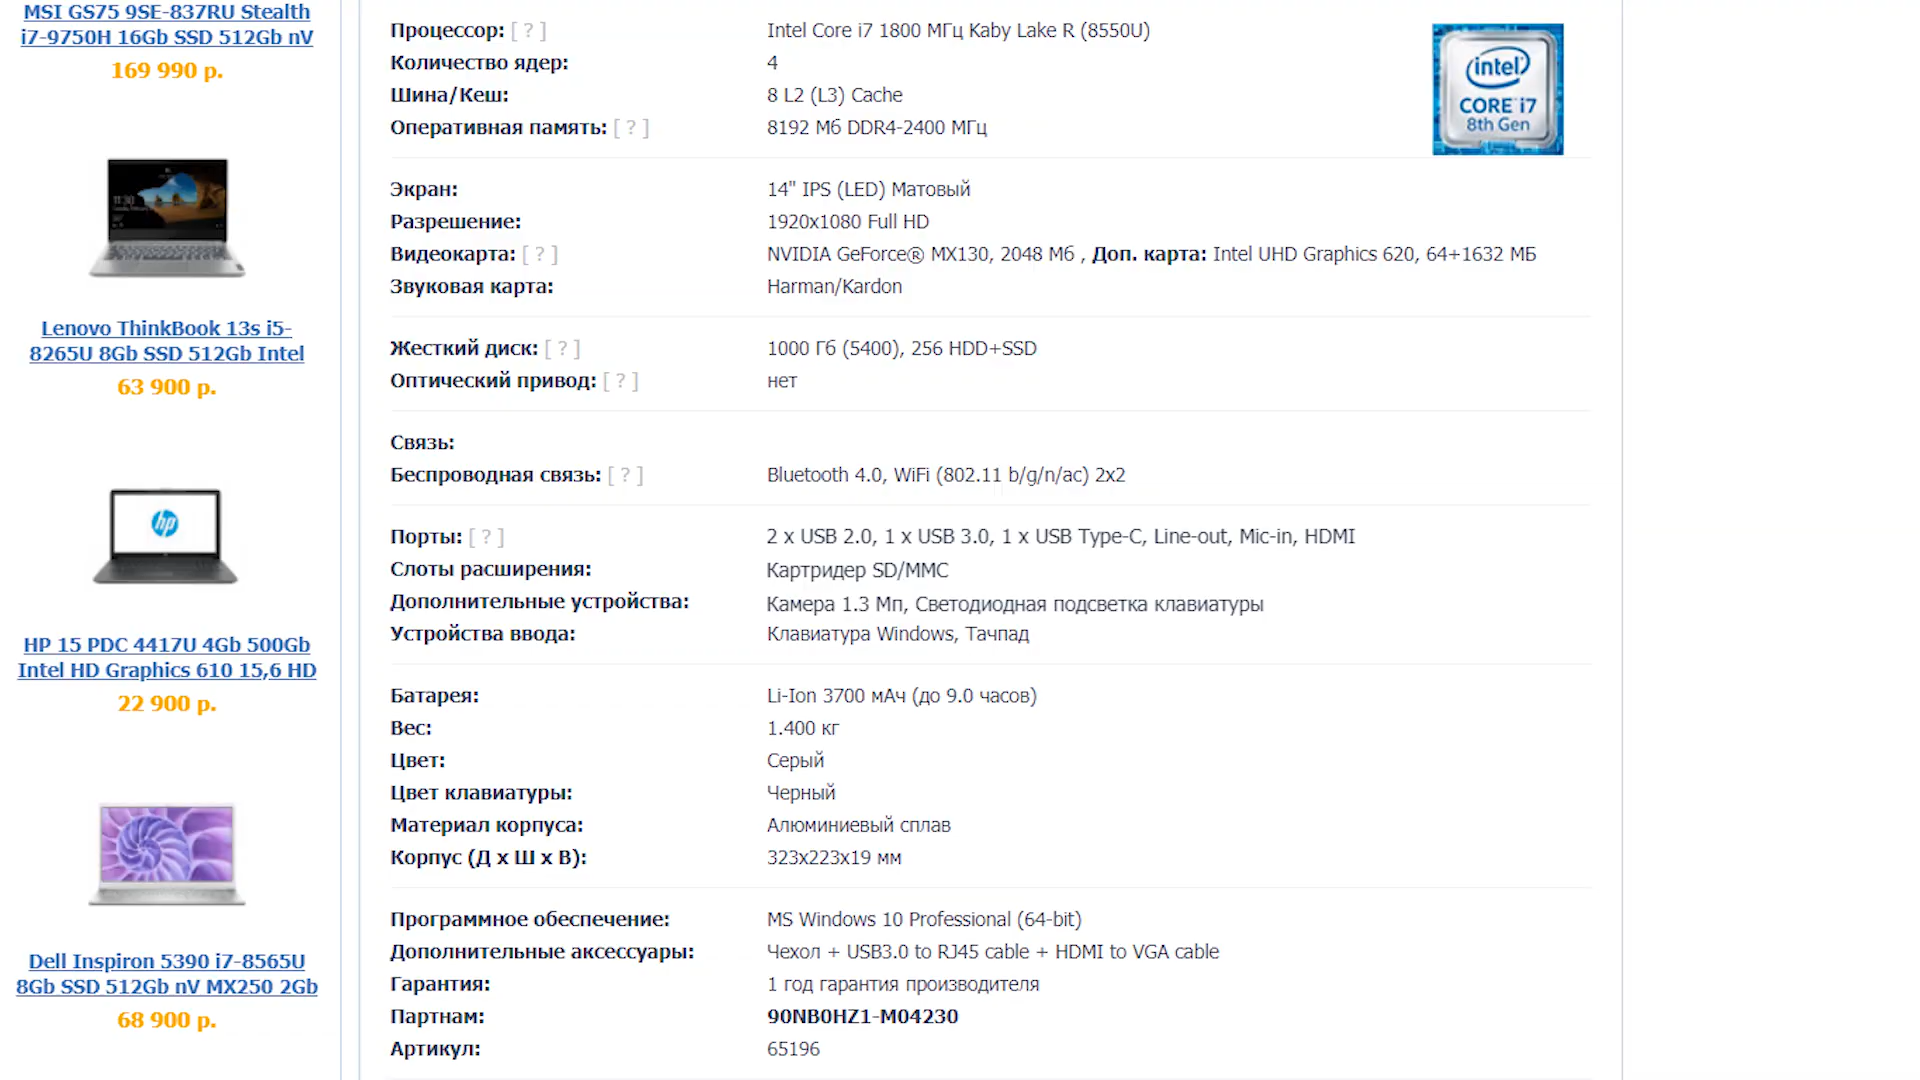 MSI GS75 9SE-837RU Stealth
i7-9750H 16Gb SSD 512Gb nV
169 990 р.
Lenovo ThinkBook 13s i5-
8265U 8Gb SSD 512Gb Intel
63 900 р.
hp
HP 15 PDC 4417U 4Gb 500Gb
Intel HD Graphics 610 15,6 HD
22 900 р.
Dell Inspiron 5390 i7-8565U
8Gb SSD 512Gb nV MX250 2Gb
68 900 р.
Процессор: [ ? ] Intel Core i7 1800 МГц Kaby Lake R (8550U)
Количество ядер: 4
Шина/Кеш: 8 L2 (L3) Cache
Оперативная память: [ ? ] 8192 Мб DDR4-2400 МГц
intel
CORE i7
8th Gen
Экран: 14" IPS (LED) Матовый
Разрешение: 1920x1080 Full HD
Видеокарта: [ ? ] NVIDIA GeForce® MX130, 2048 Мб , Доп. карта: Intel UHD Graphics 620, 64+1632 МБ
Звуковая карта: Harman/Kardon
Жесткий диск: [ ? ] 1000 Гб (5400), 256 HDD+SSD
Оптический привод: [ ? ] нет
Связь:
Беспроводная связь: [ ? ] Bluetooth 4.0, WiFi (802.11 b/g/n/ac) 2x2
Порты: [ ? ] 2 x USB 2.0, 1 x USB 3.0, 1 x USB Type-C, Line-out, Mic-in, HDMI
Слоты расширения: Картридер SD/MMC
Дополнительные устройства: Камера 1.3 Мп, Светодиодная подсветка клавиатуры
Устройства ввода: Клавиатура Windows, Тачпад
Батарея: Li-Ion 3700 мАч (до 9.0 часов)
Вес: 1.400 кг
Цвет: Серый
Цвет клавиатуры: Черный
Материал корпуса: Алюминиевый сплав
Корпус (Д x Ш x В): 323x223x19 мм
Программное обеспечение: MS Windows 10 Professional (64-bit)
Дополнительные аксессуары: Чехол + USB3.0 to RJ45 cable + HDMI to VGA cable
Гарантия: 1 год гарантия производителя
Партнам: 90NB0HZ1-M04230
Артикул: 65196